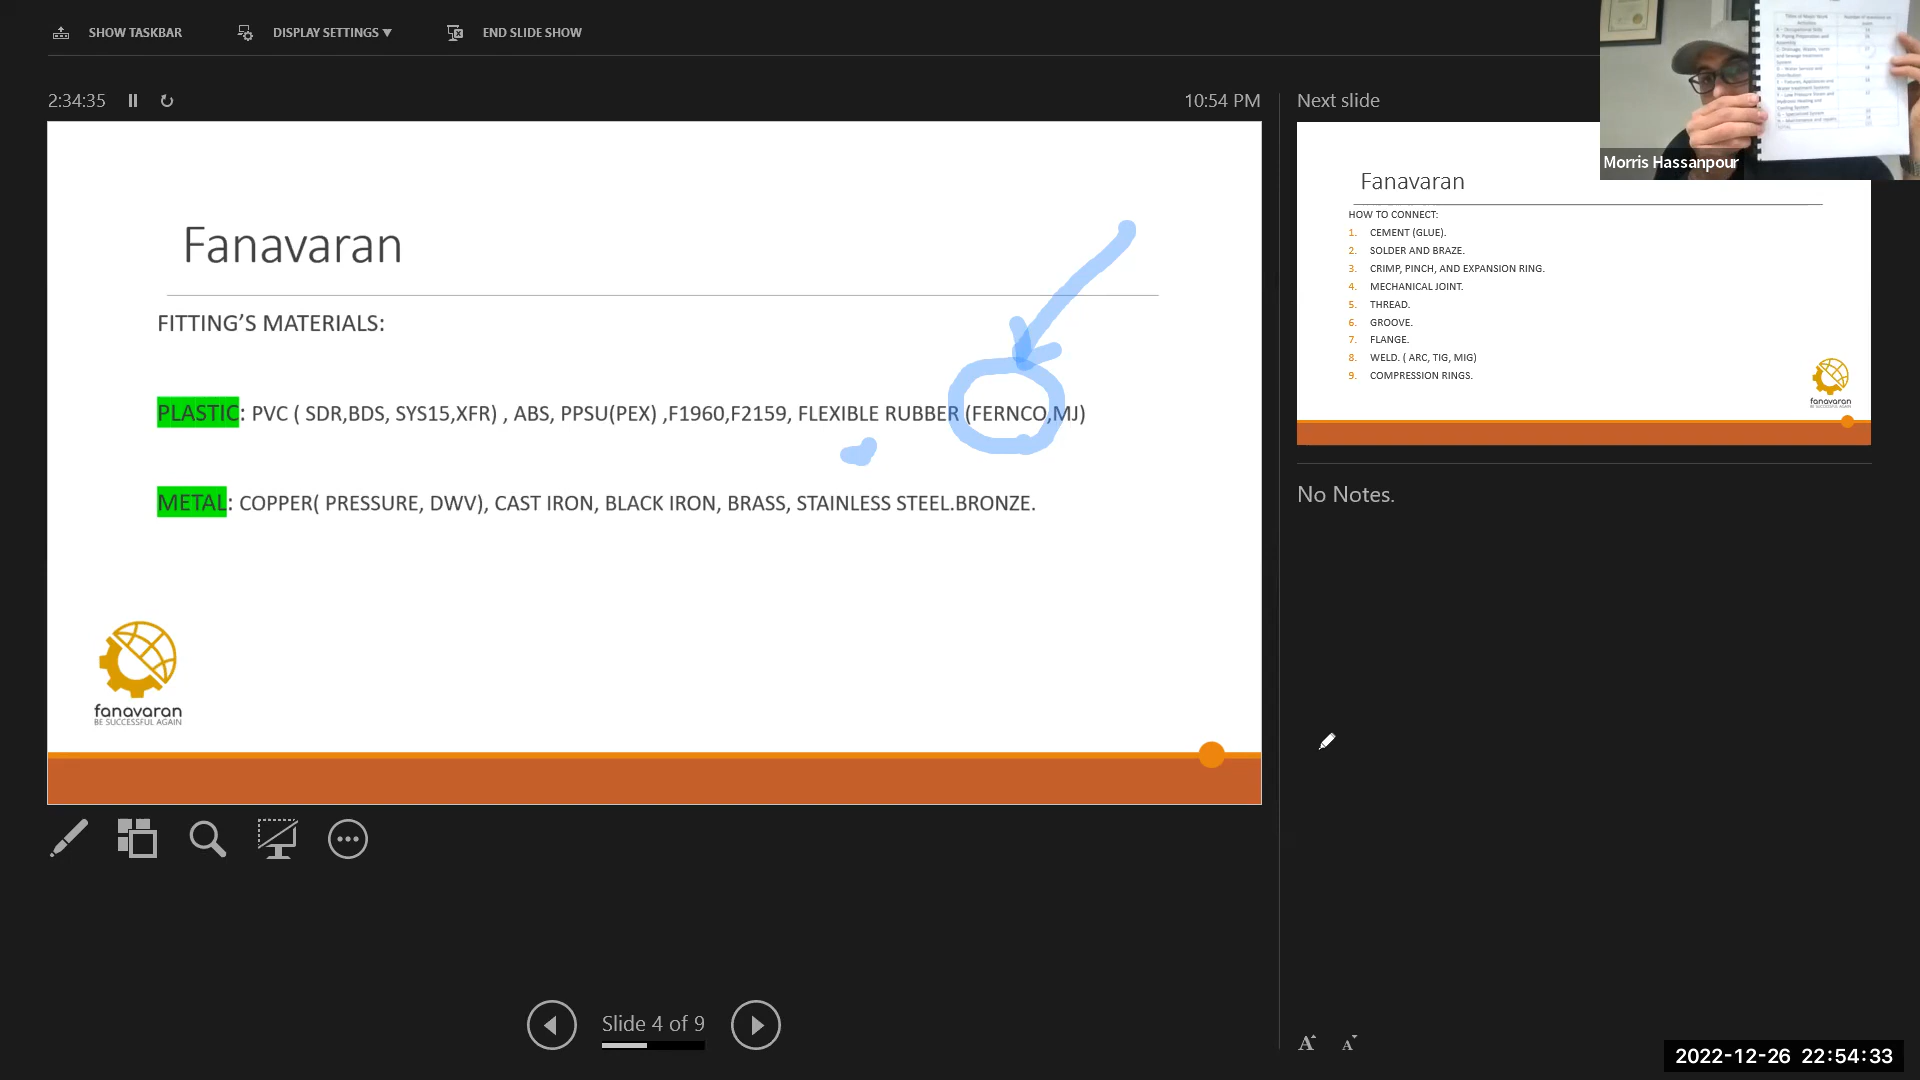 SHOW TASKBAR
DISPLAY SETTINGS ▼
END SLIDE SHOW
2:34:35
10:54 PM
Fanavaran
FITTING’S MATERIALS:
PLASTIC: PVC ( SDR,BDS, SYS15,XFR) , ABS, PPSU(PEX) ,F1960,F2159, FLEXIBLE RUBBER (FERNCO,MJ)
METAL: COPPER( PRESSURE, DWV), CAST IRON, BLACK IRON, BRASS, STAINLESS STEEL.BRONZE.
fanavaran
BE SUCCESSFUL AGAIN
Slide 4 of 9
Next slide
Fanavaran
HOW TO CONNECT:
1. CEMENT (GLUE).
2. SOLDER AND BRAZE.
3. CRIMP, PINCH, AND EXPANSION RING.
4. MECHANICAL JOINT.
5. THREAD.
6. GROOVE.
7. FLANGE.
8. WELD. ( ARC, TIG, MIG)
9. COMPRESSION RINGS.
fanavaran
No Notes.
A A
Morris Hassanpour
2022-12-26 22:54:33